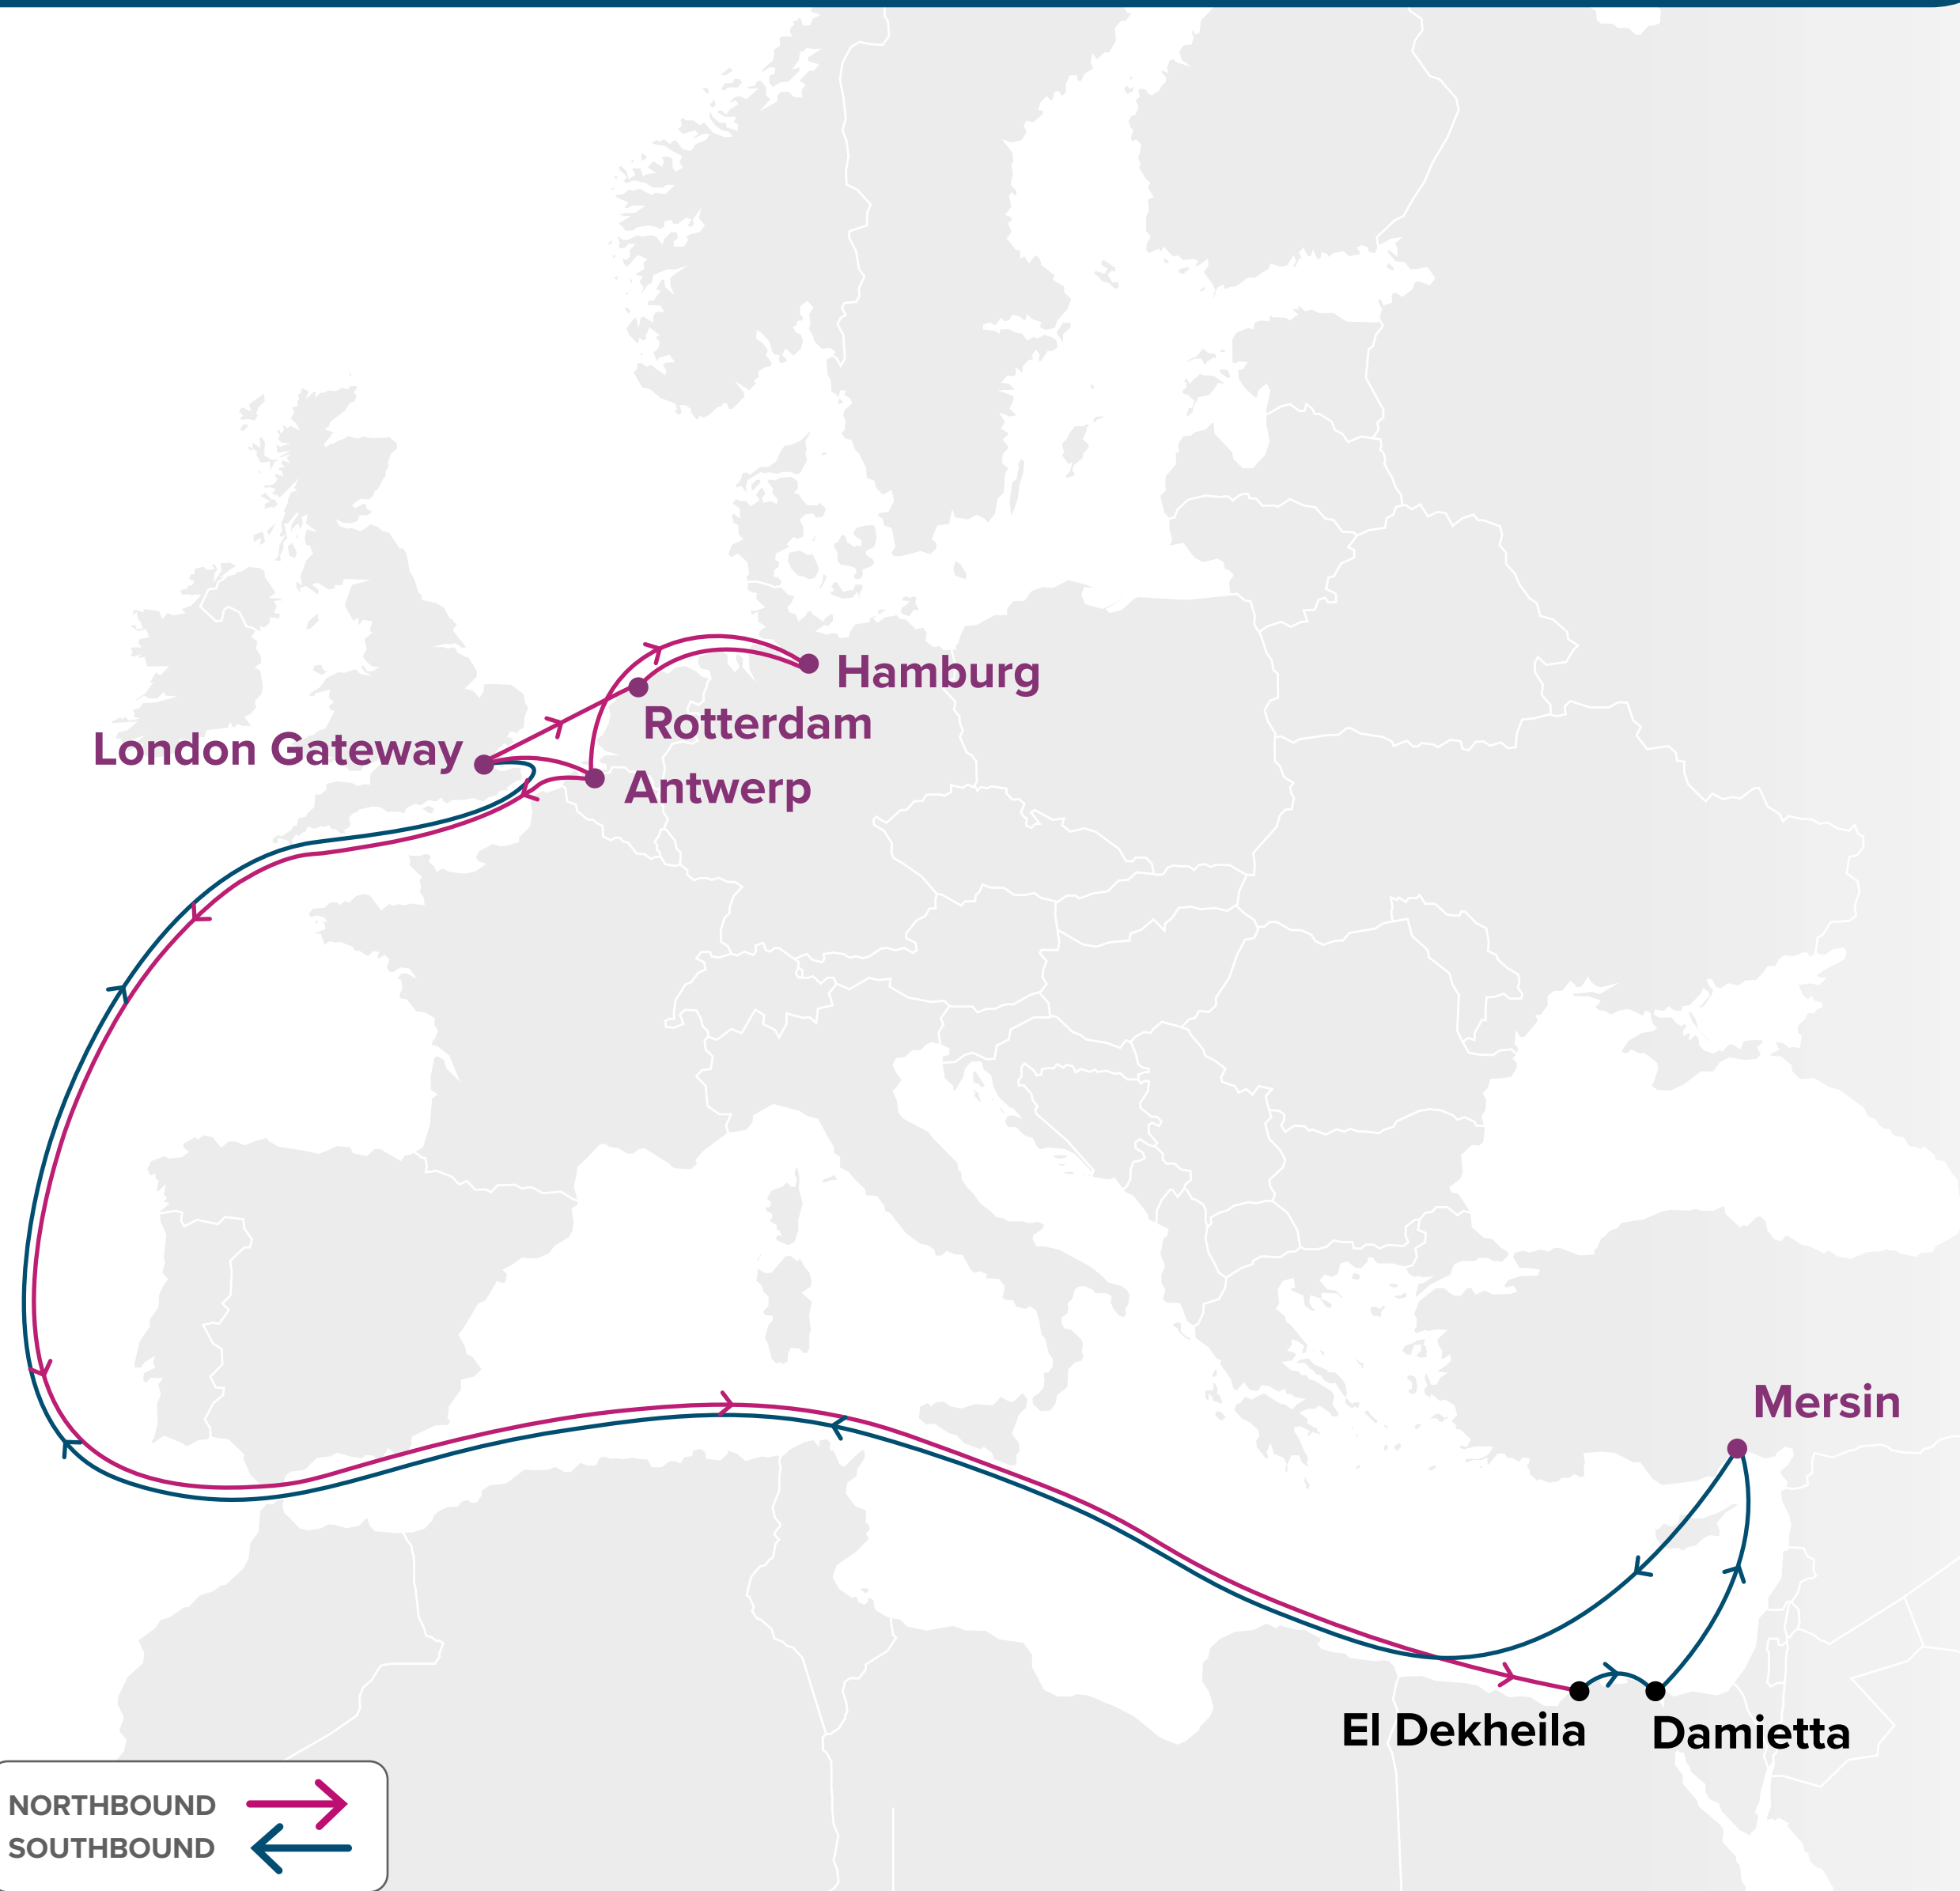 Hamburg
Rotterdam
London Gateway
Antwerp
Mersin
El Dekheila
Damietta
NORTHBOUND
SOUTHBOUND